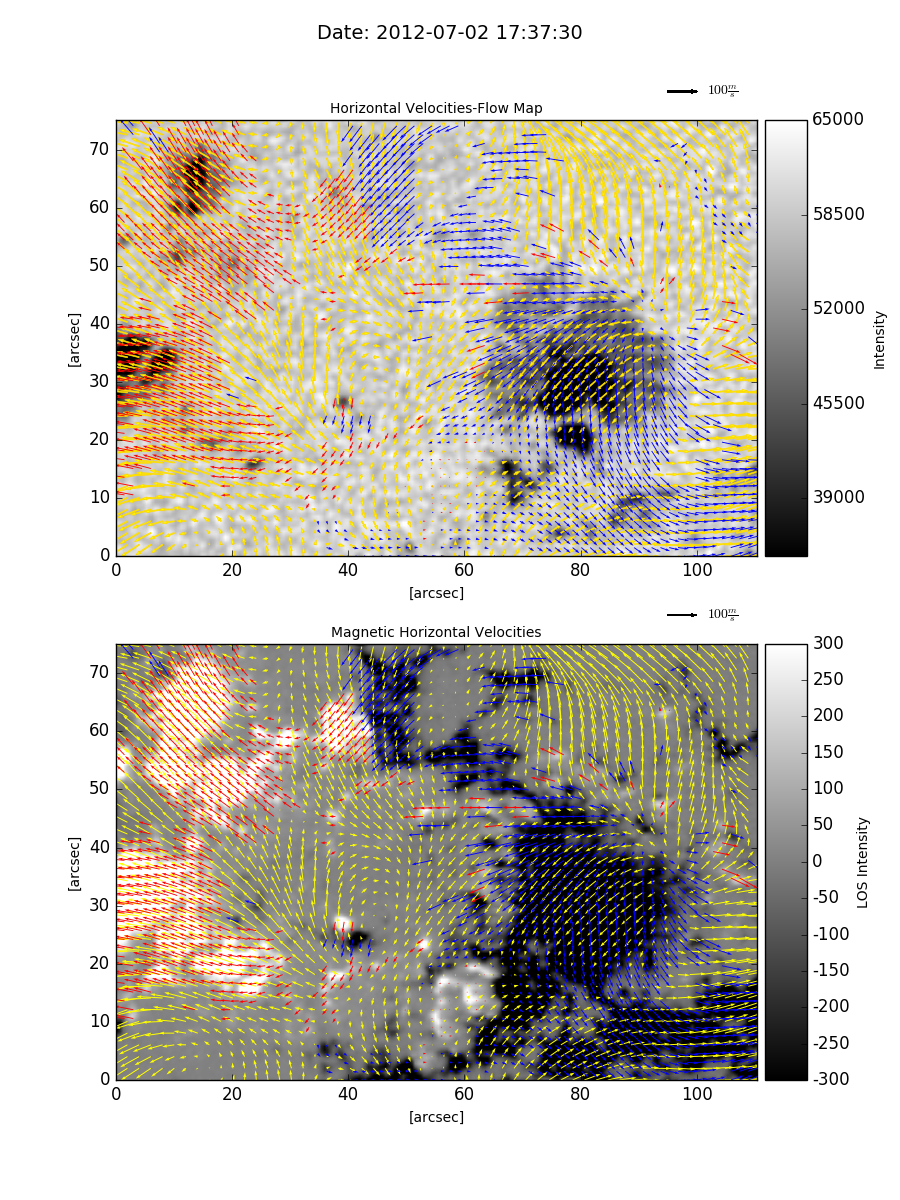 Date: 2012-07-02 17:37:30
100 m/s
Horizontal Velocities-Flow Map
70
60
50
40
30
20
10
0
[arcsec]
0 20 40 60 80 100
[arcsec]
65000
58500
52000
45500
39000
Intensity
100 m/s
Magnetic Horizontal Velocities
70
60
50
40
30
20
10
0
[arcsec]
0 20 40 60 80 100
[arcsec]
300
250
200
150
100
50
0
-50
-100
-150
-200
-250
-300
LOS Intensity